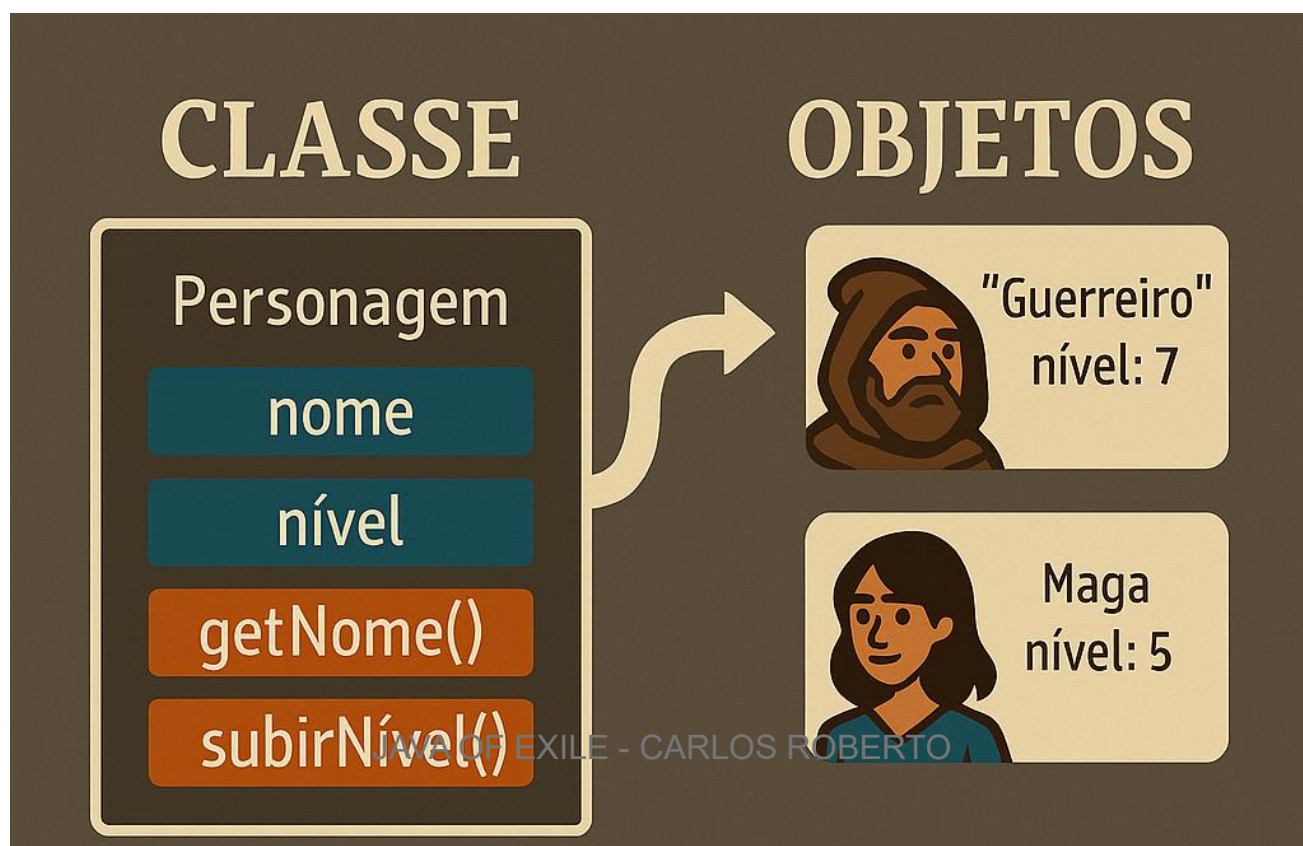 CLASSE
Personagem
nome
nível
getNome()
subirNível()
OBJETOS
"Guerreiro"
nível: 7
Maga
nível: 5
JAVA OF EXILE - CARLOS ROBERTO